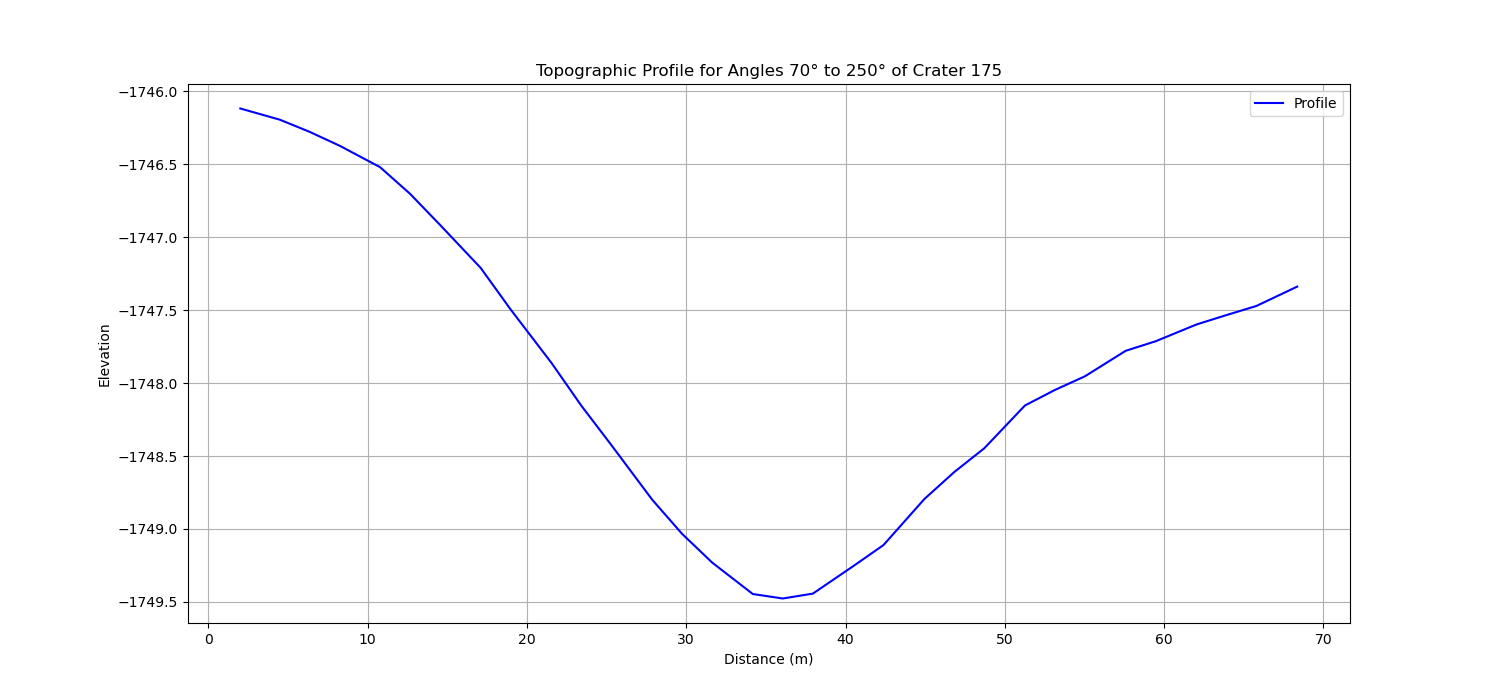 Topographic Profile for Angles 70° to 250° of Crater 175
Profile
−1746.0
−1746.5
−1747.0
−1747.5
−1748.0
−1748.5
−1749.0
−1749.5
Elevation
0 10 20 30 40 50 60 70
Distance (m)